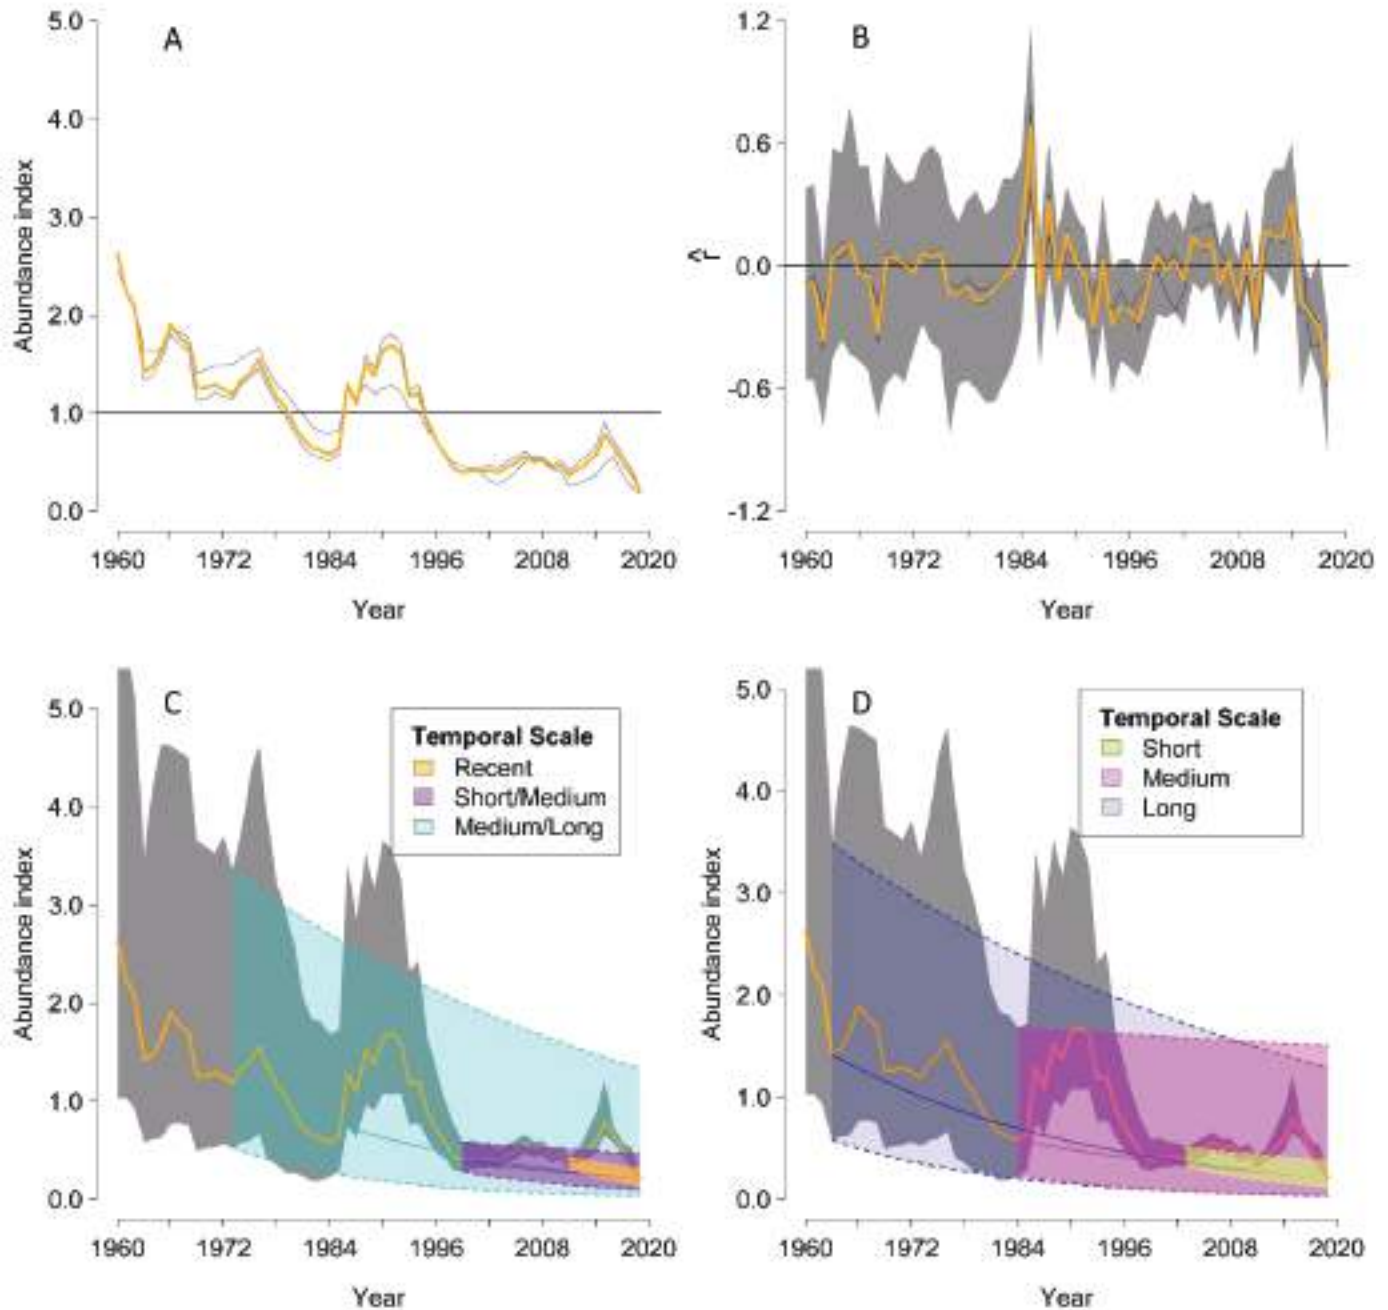 A
5.0
4.0
3.0
2.0
1.0
0.0
Abundance index
1960 1972 1984 1996 2008 2020
Year
B
1.2
0.6
0.0
-0.6
-1.2
r̂
1960 1972 1984 1996 2008 2020
Year
C
5.0
4.0
3.0
2.0
1.0
0.0
Abundance index
Temporal Scale
Recent
Short/Medium
Medium/Long
1960 1972 1984 1996 2008 2020
Year
D
5.0
4.0
3.0
2.0
1.0
0.0
Abundance index
Temporal Scale
Short
Medium
Long
1960 1972 1984 1996 2008 2020
Year